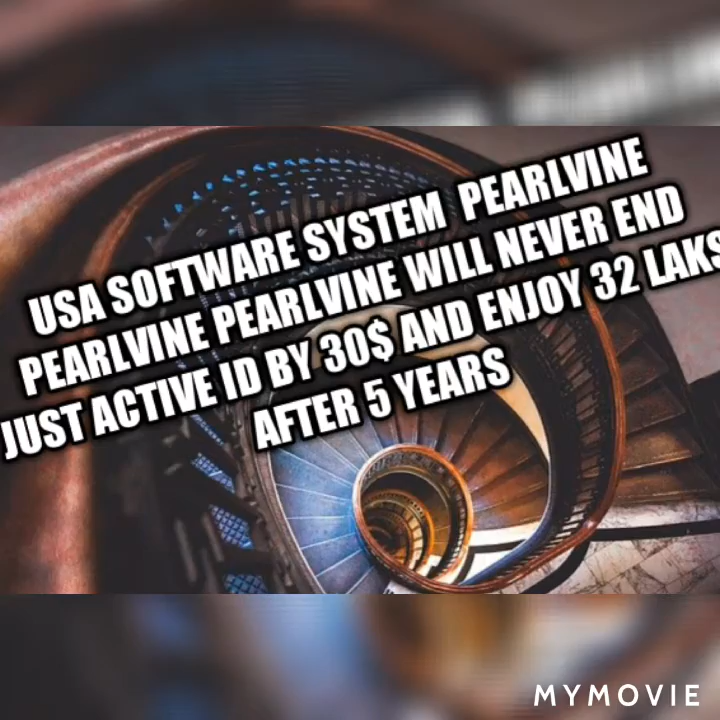 USA SOFTWARE SYSTEM PEARLVINE
PEARLVINE PEARLVINE WILL NEVER END
JUST ACTIVE ID BY 30$ AND ENJOY 32 LAKS
AFTER 5 YEARS
MYMOVIE